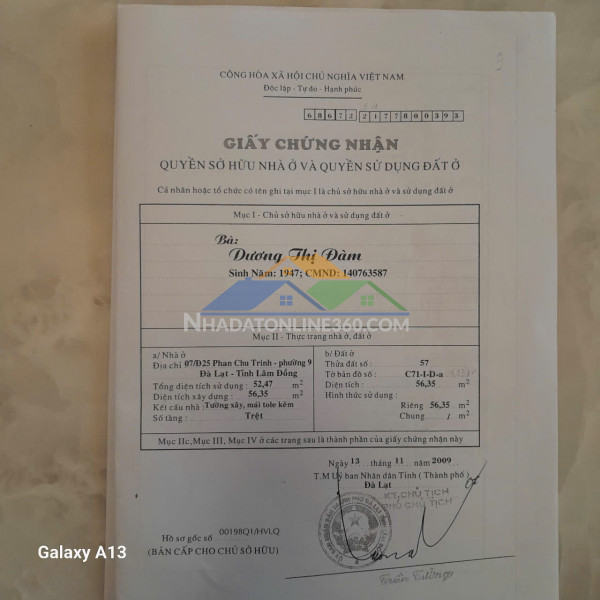 CỘNG HÒA XÃ HỘI CHỦ NGHĨA VIỆT NAM
Độc lập - Tự do - Hạnh phúc
GIẤY CHỨNG NHẬN
QUYỀN SỞ HỮU NHÀ Ở VÀ QUYỀN SỬ DỤNG ĐẤT Ở
Cá nhân hoặc tổ chức có tên ghi tại mục I là chủ sở hữu nhà ở và sử dụng đất ở
Mục I - Chủ sở hữu nhà ở và sử dụng đất ở
Bà:
Dương Thị Đàm
Sinh Năm: 1947; CMND: 140763587
NHADATONLINE360.COM
Mục II - Thực trạng nhà ở, đất ở
a/ Nhà ở
Địa chỉ 07/Đ25 Phan Chu Trinh - phường 9
Đà Lạt - Tỉnh Lâm Đồng
Tổng diện tích sử dụng : 52,47 m2
Diện tích xây dựng : 56,35 m2
Kết cấu nhà : Tường xây, mái tole kẽm
Số tầng : Trệt
b/ Đất ở
Thửa đất số : 57
Tờ bản đồ số : C71-I-D-a
Diện tích : 56,35 m2
Hình thức sử dụng :
Riêng 56,35 m2
Chung / m2
Mục IIc, Mục III, Mục IV ở các trang sau là thành phần của giấy chứng nhận này
Ngày 13 tháng 11 năm 2009
T.M Uỷ ban Nhân dân Tỉnh ( Thành phố )
Đà Lạt
KT.CHỦ TỊCH
PHÓ CHỦ TỊCH
Hồ sơ gốc số 00198Q1/HVLQ
(BẢN CẤP CHO CHỦ SỞ HỮU)
Galaxy A13